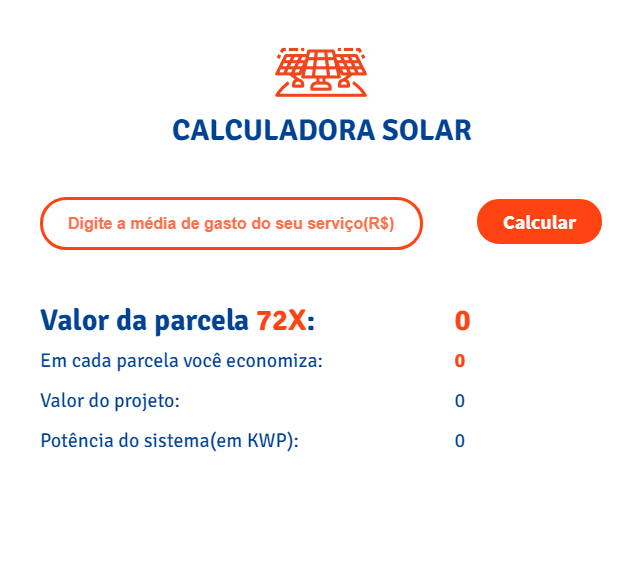 CALCULADORA SOLAR
Digite a média de gasto do seu serviço(R$)
Calcular
Valor da parcela 72X: 0
Em cada parcela você economiza: 0
Valor do projeto: 0
Potência do sistema(em KWP): 0